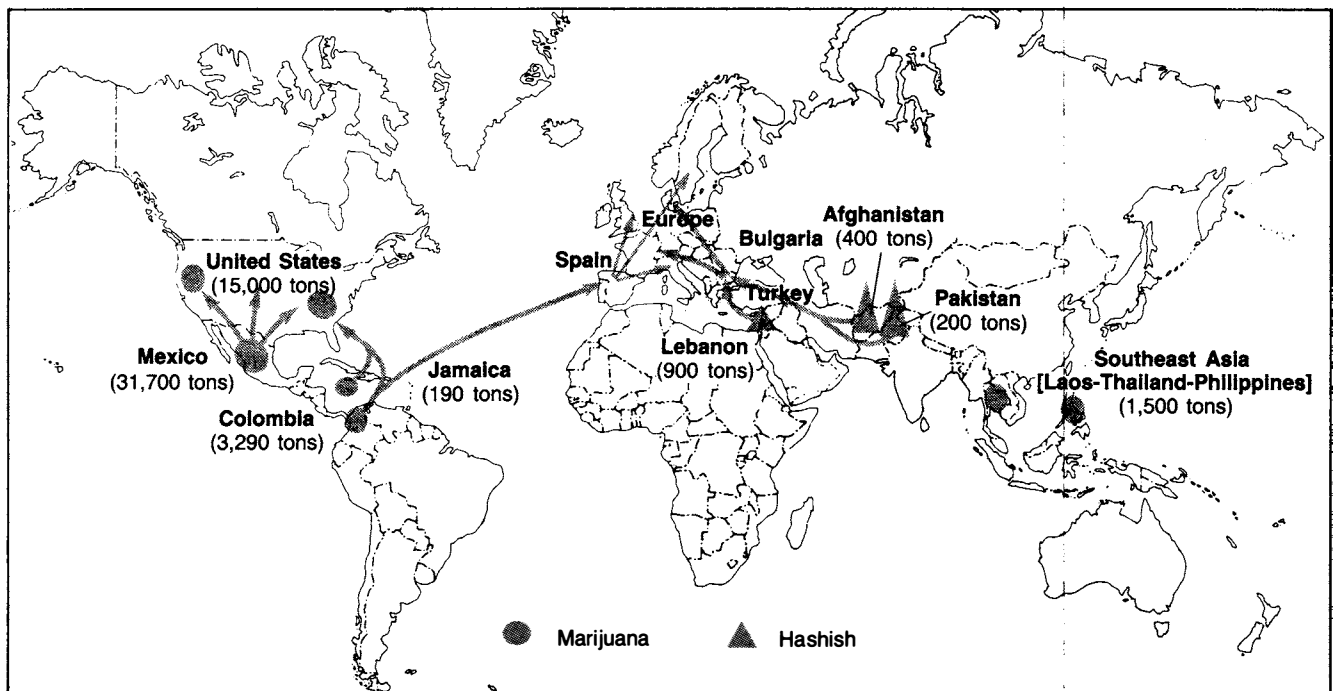 United States
(15,000 tons)
Mexico
(31,700 tons)
Colombia
(3,290 tons)
Jamaica
(190 tons)
Spain
Europe
Bulgaria
Turkey
Lebanon
(900 tons)
Afghanistan
(400 tons)
Pakistan
(200 tons)
Southeast Asia
[Laos-Thailand-Philippines]
(1,500 tons)
Marijuana
Hashish